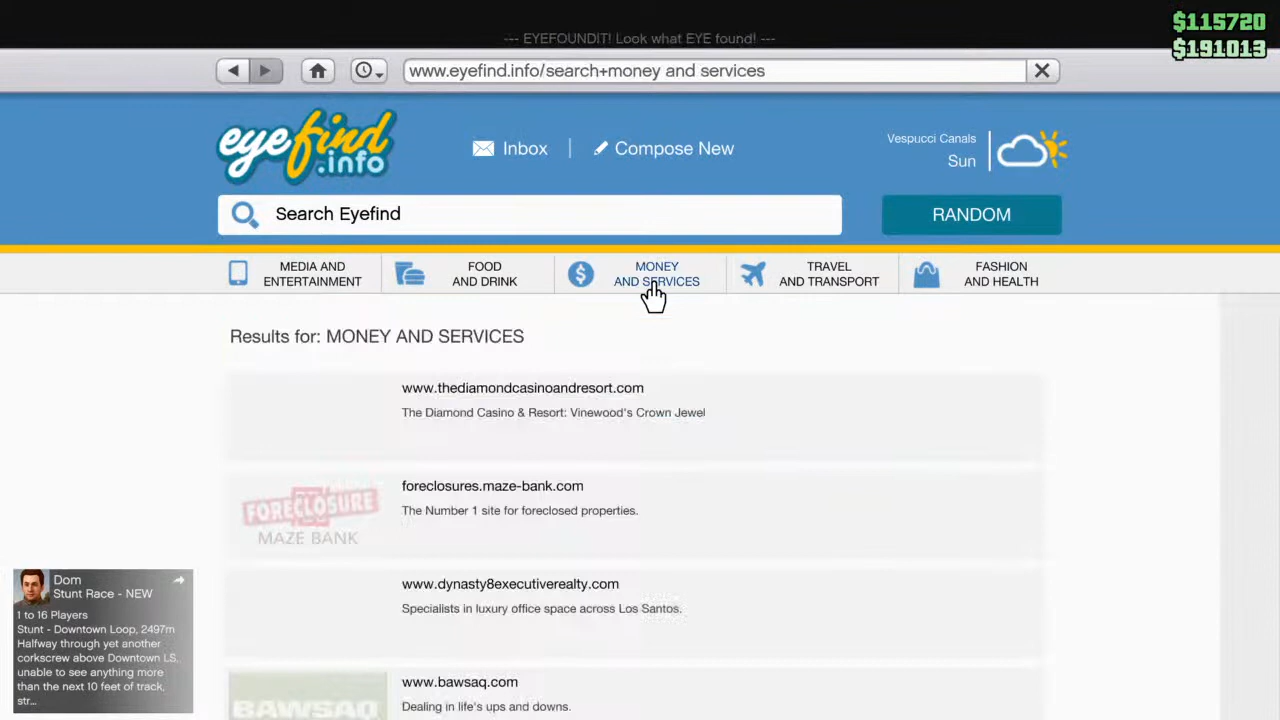 $115720
--- EYEFOUNDIT! Look what EYE found! ---
$191013
www.eyefind.info/search+money and services
eyefind
.info
Inbox
Compose New
Vespucci Canals
Sun
Search Eyefind
RANDOM
MEDIA AND
ENTERTAINMENT
FOOD
AND DRINK
MONEY
AND SERVICES
TRAVEL
AND TRANSPORT
FASHION
AND HEALTH
Results for: MONEY AND SERVICES
www.thediamondcasinoandresort.com
The Diamond Casino & Resort: Vinewood's Crown Jewel
FORECLOSURE
MAZE BANK
foreclosures.maze-bank.com
The Number 1 site for foreclosed properties.
www.dynasty8executiverealty.com
Specialists in luxury office space across Los Santos.
BAWSAQ
www.bawsaq.com
Dealing in life's ups and downs.
Dom
Stunt Race - NEW
1 to 16 Players
Stunt - Downtown Loop, 2497m
Halfway through yet another
corkscrew above Downtown LS,
unable to see anything more
than the next 10 feet of track,
str...